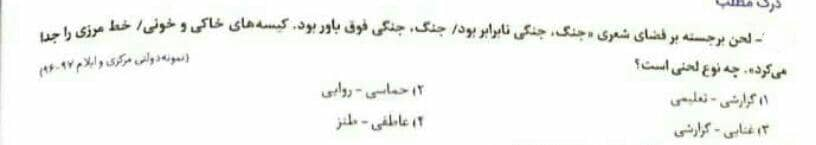 درک مطلب
- لحن برجسته بر فضای شعری «جنگ، جنگی نابرابر بود/ جنگ، جنگی فوق باور بود. کیسه‌های خاکی و خونی/ خط مرزی را جدا
می‌کرد». چه نوع لحنی است؟
(نمونه دولتی مرکزی و ایلام ۹۷-۹۶)
۱) گزارشی - تعلیمی
۲) حماسی - روایی
۳) غنایی - گزارشی
۴) عاطفی - طنز